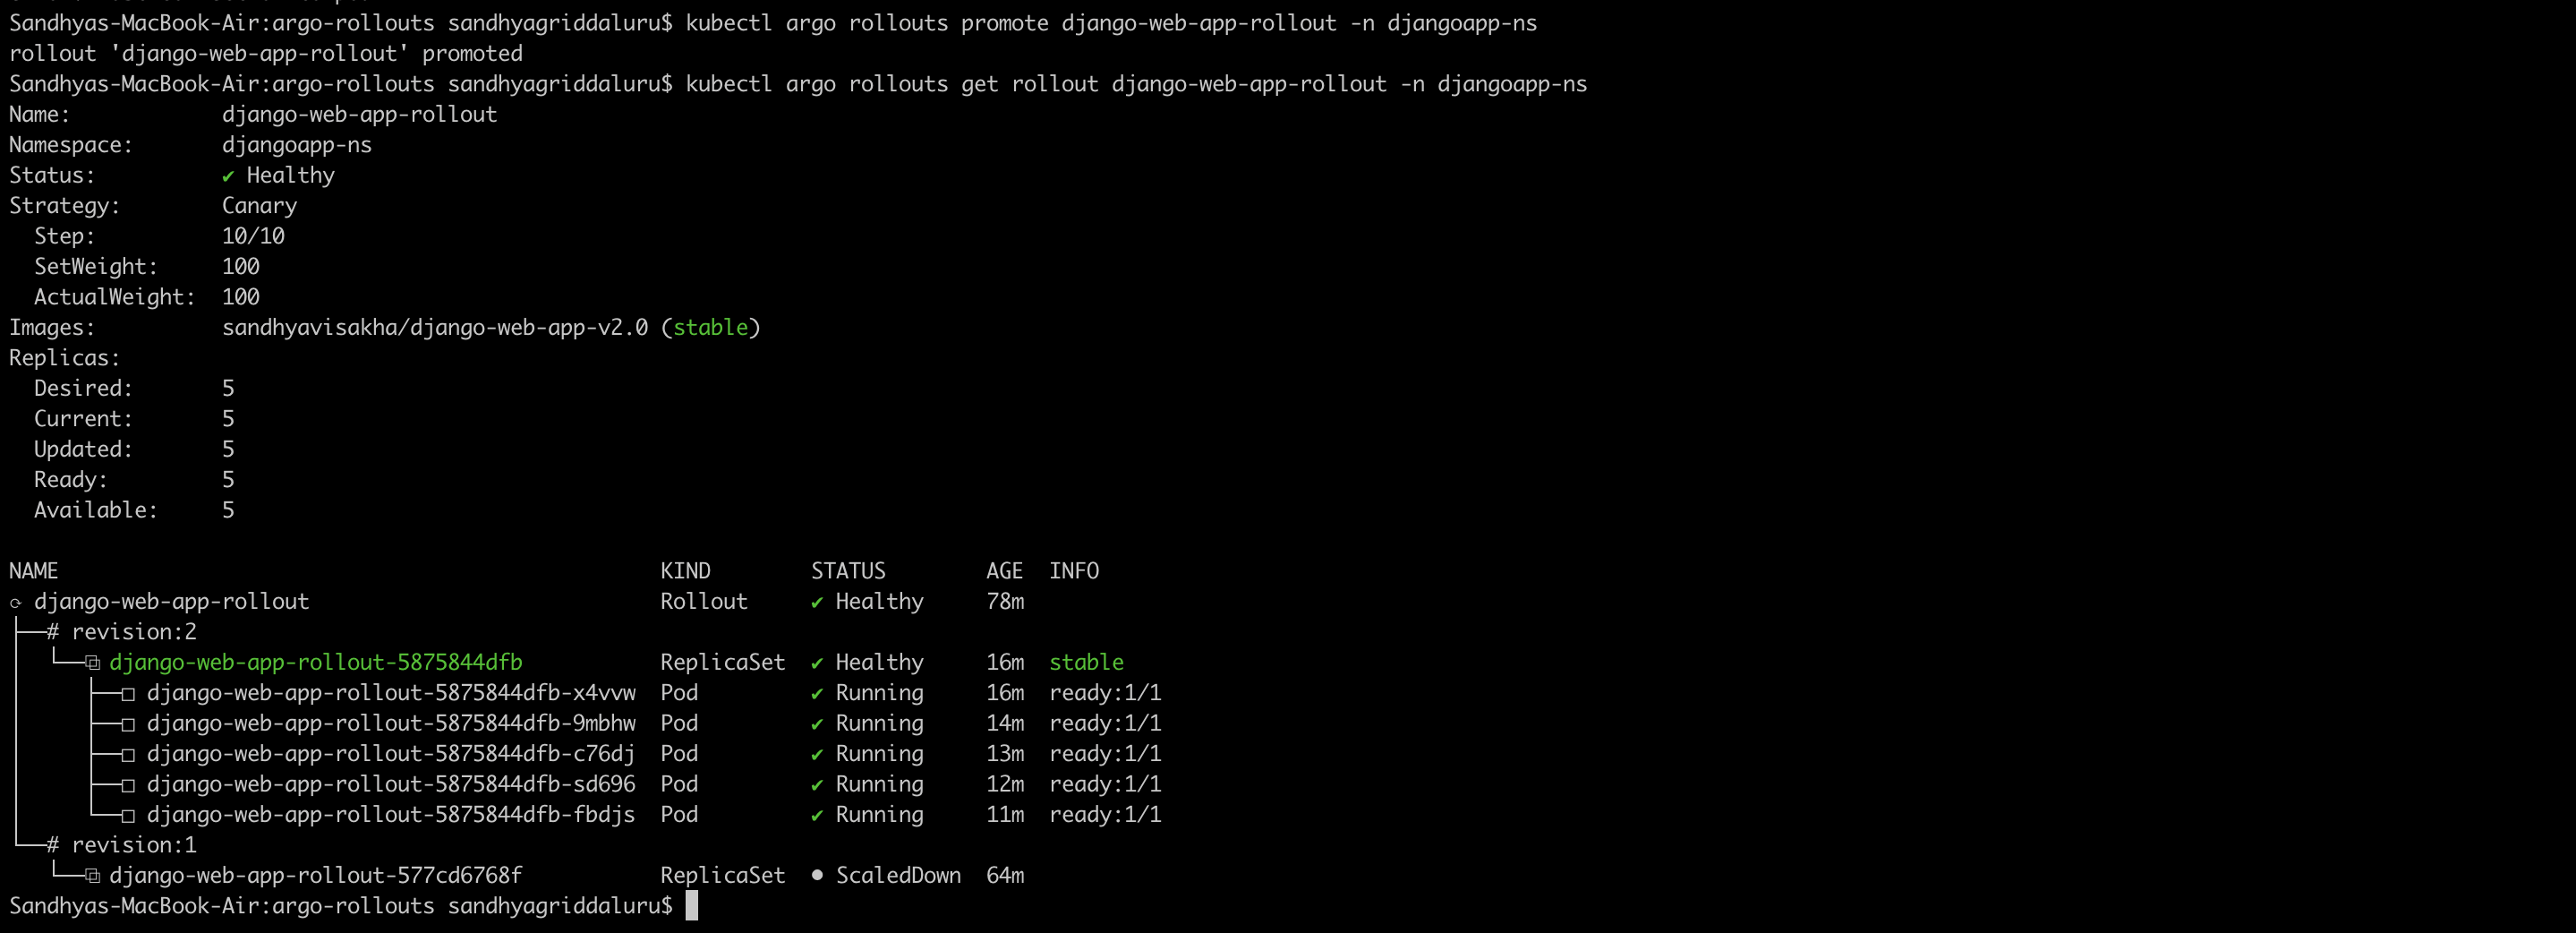 Sandhyas-MacBook-Air:argo-rollouts sandhyagriddaluru$ kubectl argo rollouts promote django-web-app-rollout -n djangoapp-ns
rollout 'django-web-app-rollout' promoted
Sandhyas-MacBook-Air:argo-rollouts sandhyagriddaluru$ kubectl argo rollouts get rollout django-web-app-rollout -n djangoapp-ns
Name:            django-web-app-rollout
Namespace:       djangoapp-ns
Status:          ✔ Healthy
Strategy:        Canary
  Step:          10/10
  SetWeight:     100
  ActualWeight:  100
Images:          sandhyavisakha/django-web-app-v2.0 (stable)
Replicas:
  Desired:       5
  Current:       5
  Updated:       5
  Ready:         5
  Available:     5
NAME                                                KIND        STATUS        AGE  INFO
⟳ django-web-app-rollout                            Rollout     ✔ Healthy     78m
├──# revision:2
│  └──⧉ django-web-app-rollout-5875844dfb           ReplicaSet  ✔ Healthy     16m  stable
│     ├──□ django-web-app-rollout-5875844dfb-x4vvw  Pod         ✔ Running     16m  ready:1/1
│     ├──□ django-web-app-rollout-5875844dfb-9mbhw  Pod         ✔ Running     14m  ready:1/1
│     ├──□ django-web-app-rollout-5875844dfb-c76dj  Pod         ✔ Running     13m  ready:1/1
│     ├──□ django-web-app-rollout-5875844dfb-sd696  Pod         ✔ Running     12m  ready:1/1
│     └──□ django-web-app-rollout-5875844dfb-fbdjs  Pod         ✔ Running     11m  ready:1/1
└──# revision:1
   └──⧉ django-web-app-rollout-577cd6768f           ReplicaSet  • ScaledDown  64m
Sandhyas-MacBook-Air:argo-rollouts sandhyagriddaluru$